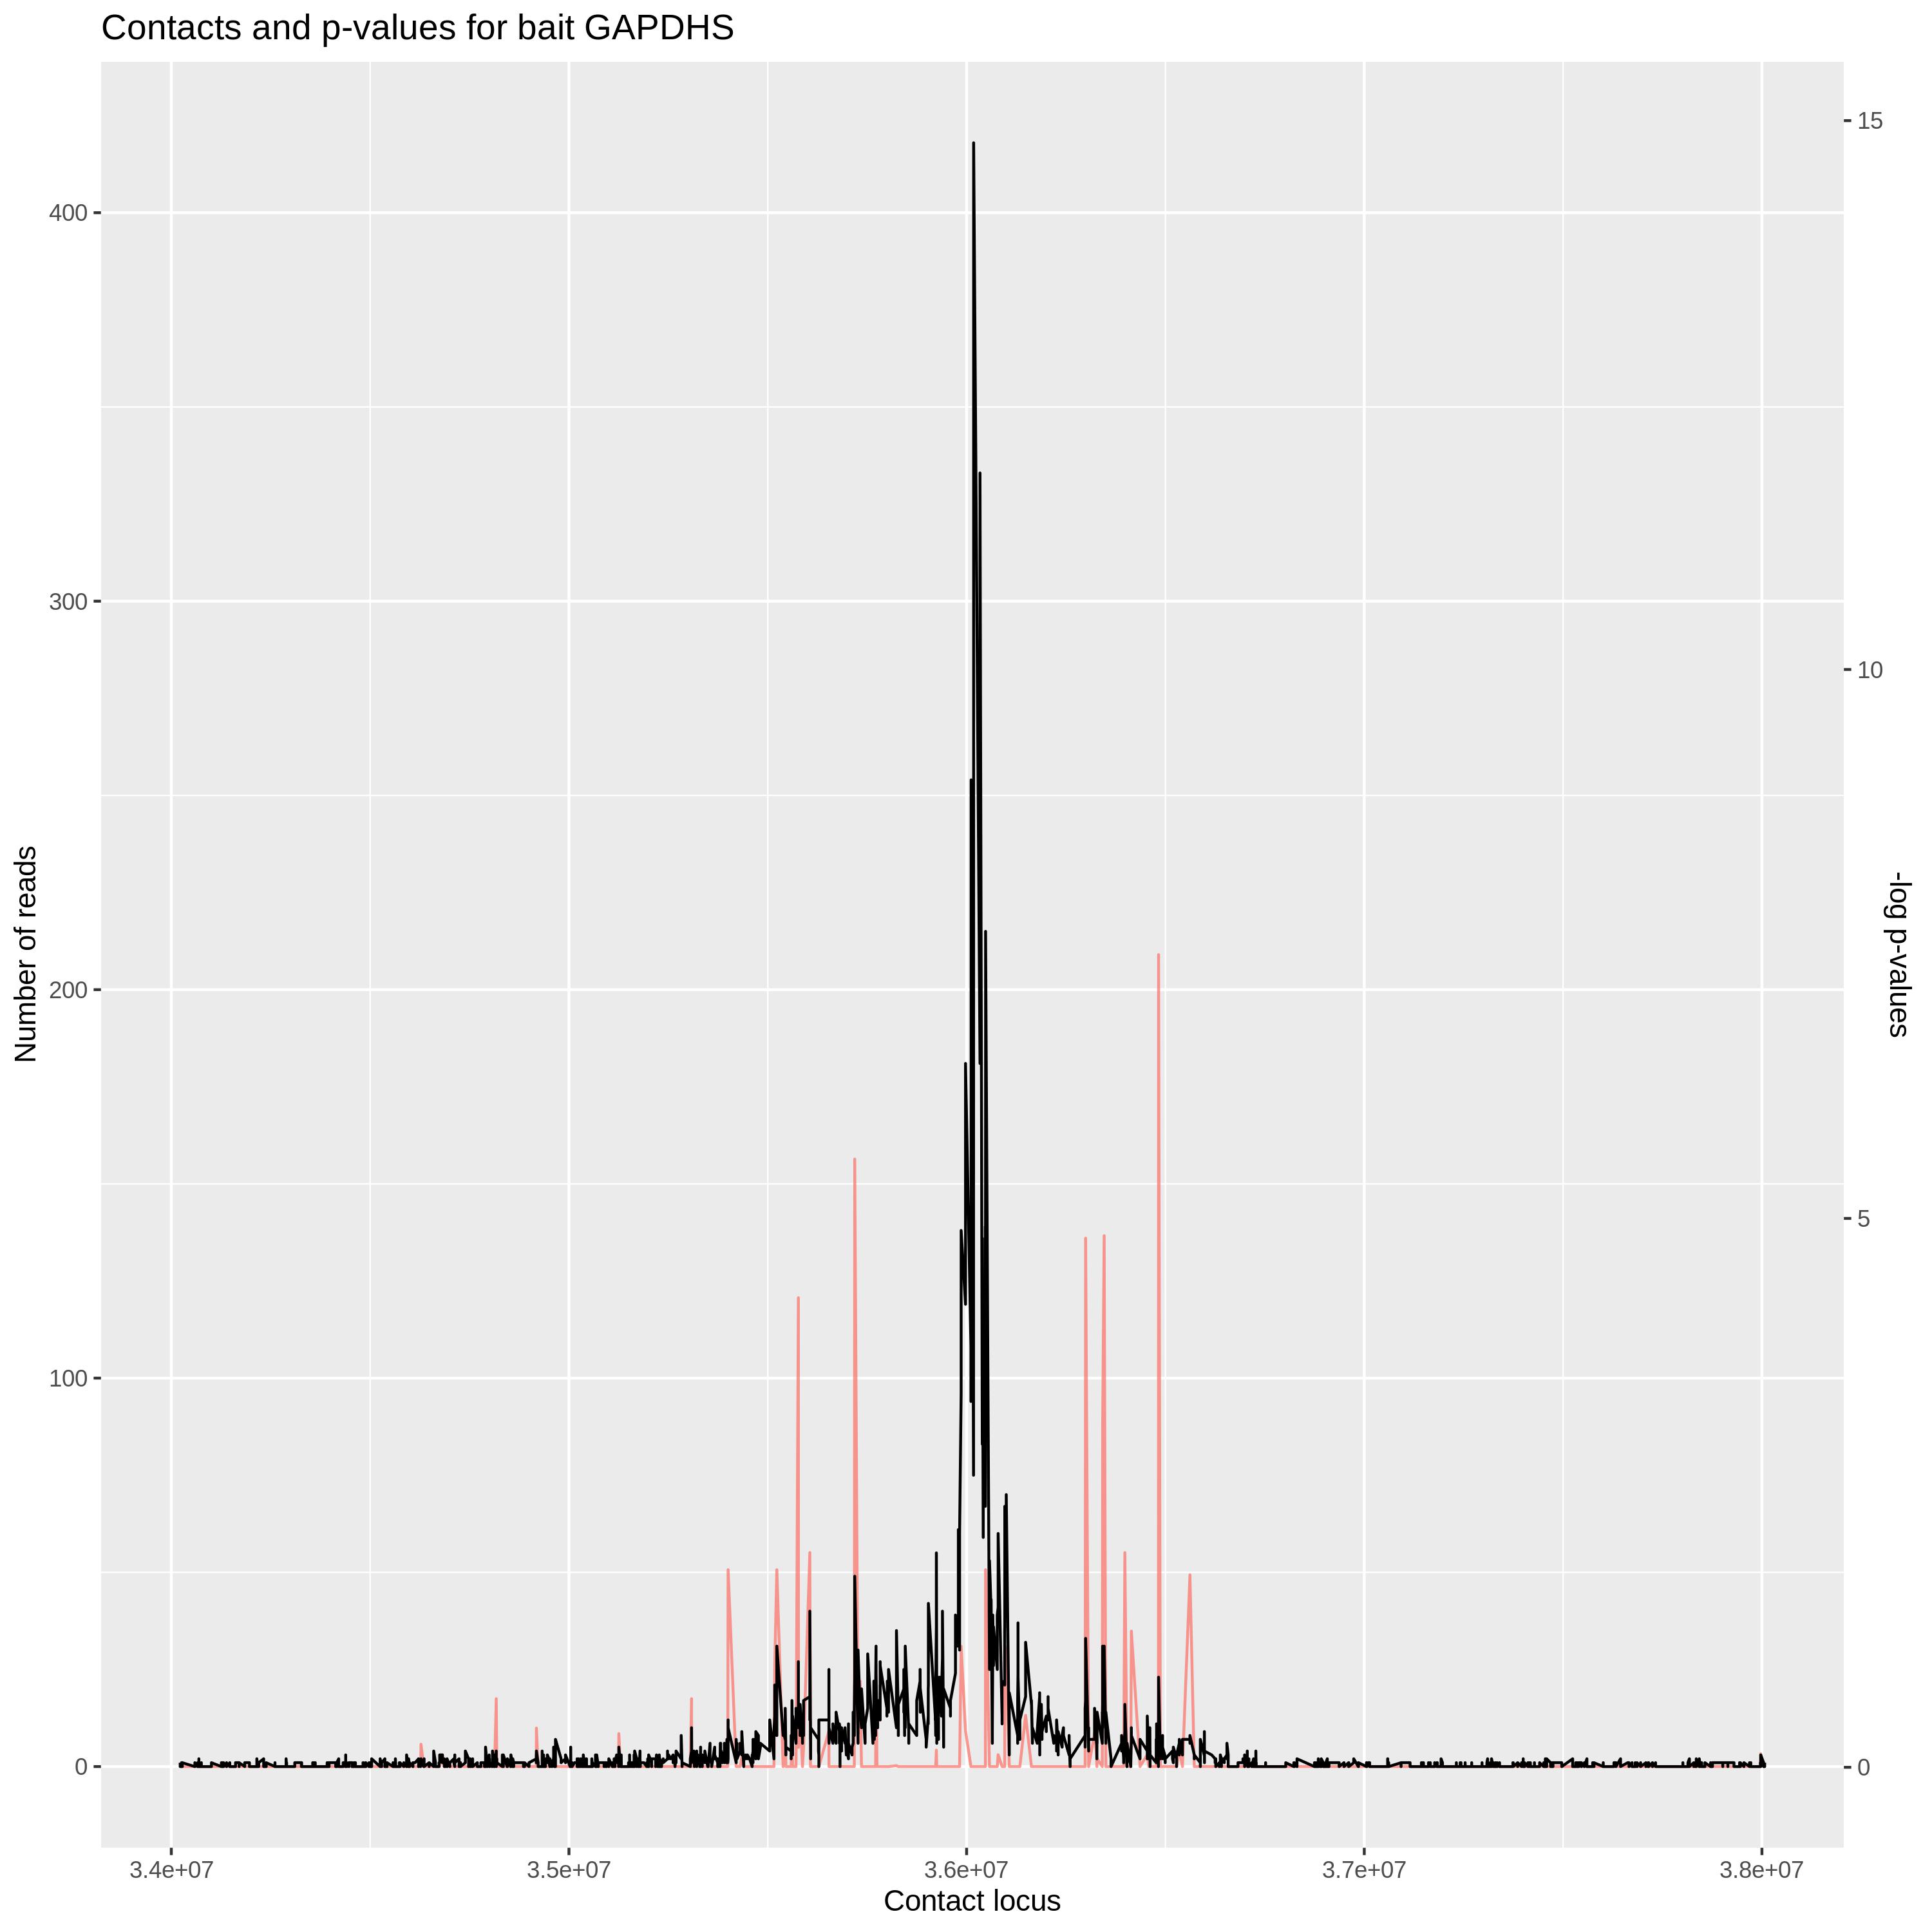 Contacts and p-values for bait GAPDHS
Number of reads
400
300
200
100
0
15
10
5
0
-log p-values
3.4e+07 3.5e+07 3.6e+07 3.7e+07 3.8e+07
Contact locus